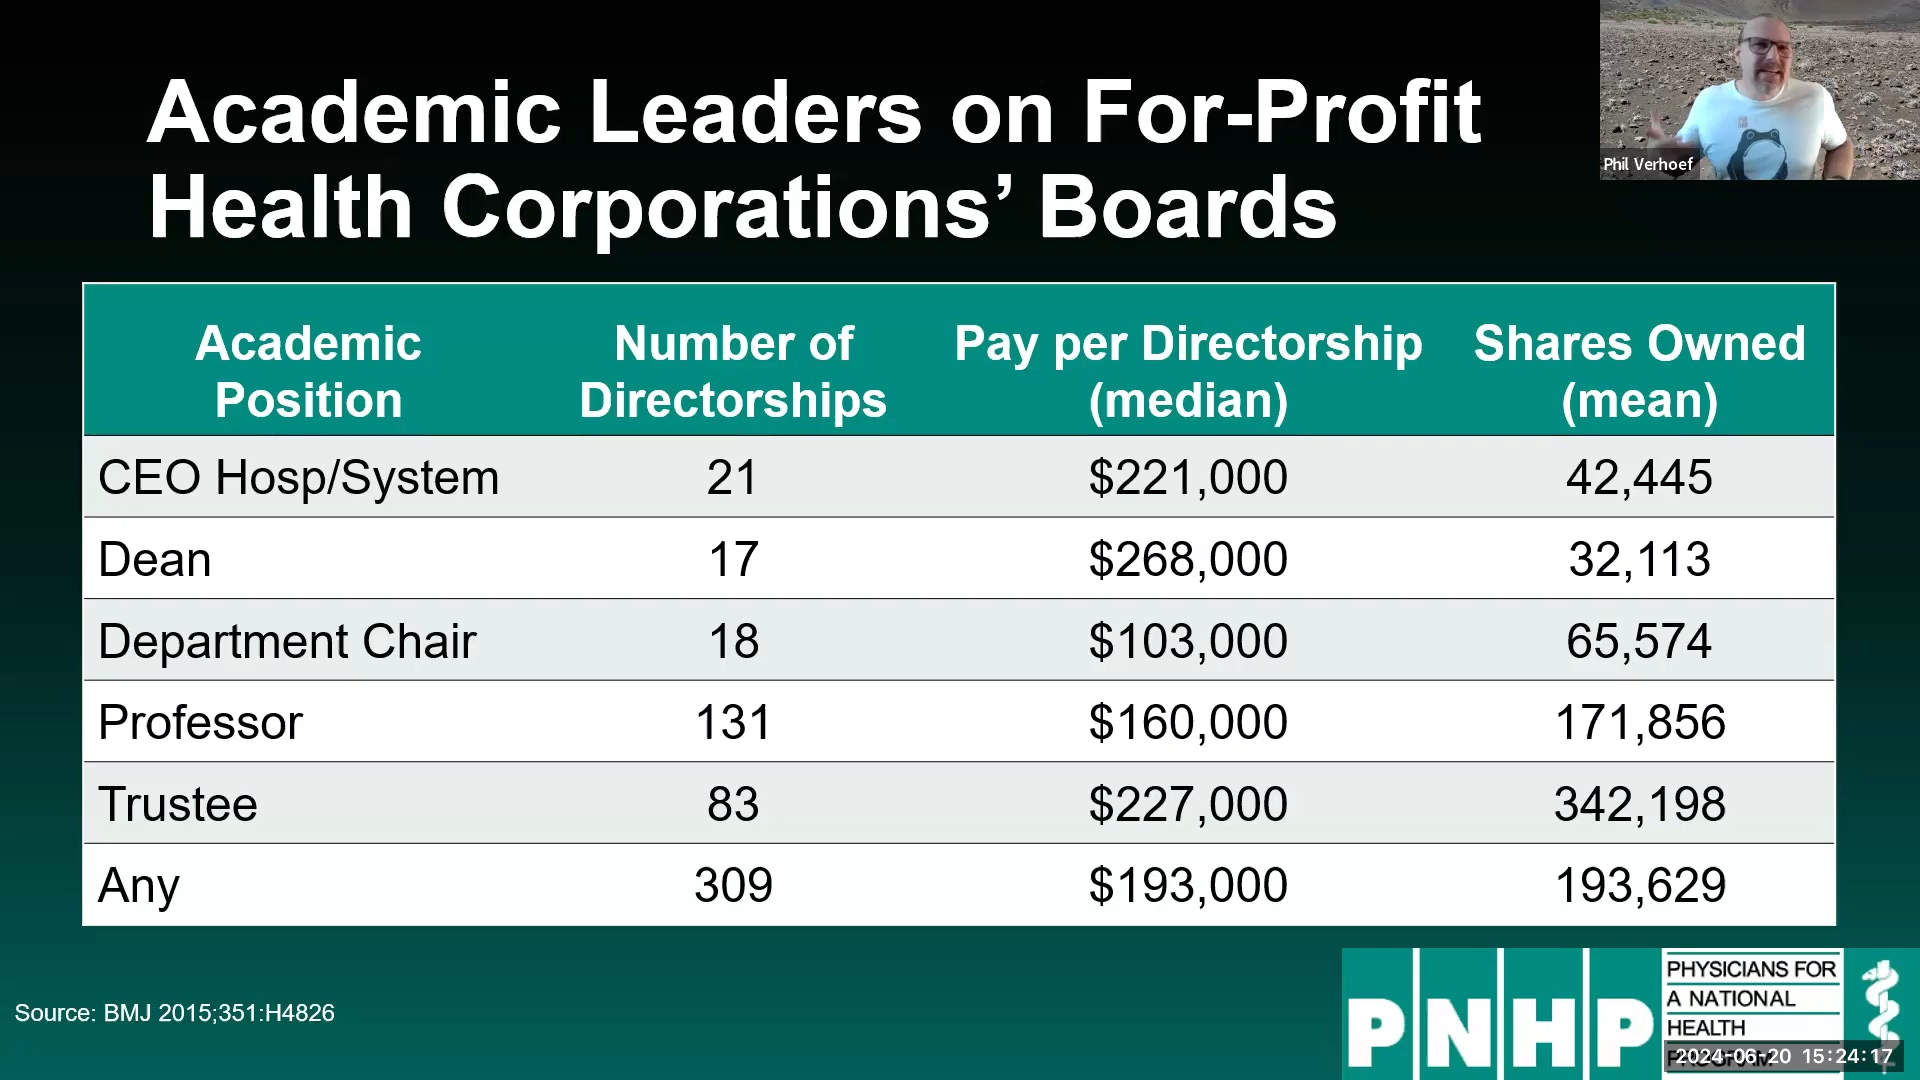 Academic Leaders on For-Profit
Health Corporations’ Boards
Phil Verhoef
Academic Position Number of Directorships Pay per Directorship (median) Shares Owned (mean)
CEO Hosp/System 21 $221,000 42,445
Dean 17 $268,000 32,113
Department Chair 18 $103,000 65,574
Professor 131 $160,000 171,856
Trustee 83 $227,000 342,198
Any 309 $193,000 193,629
Source: BMJ 2015;351:H4826
PNHP
PHYSICIANS FOR
A NATIONAL
HEALTH
PROGRAM
2024-06-20 15:24:17